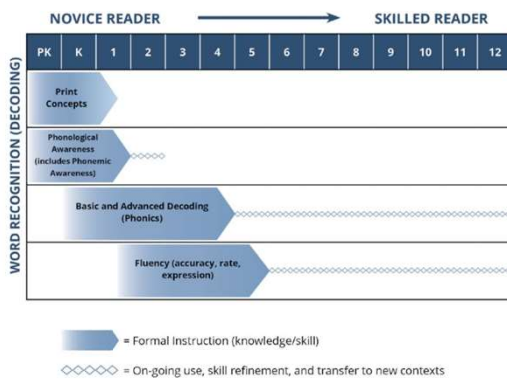 NOVICE READER
SKILLED READER
PK K 1 2 3 4 5 6 7 8 9 10 11 12
WORD RECOGNITION (DECODING)
Print
Concepts
Phonological
Awareness
(includes Phonemic
Awareness)
Basic and Advanced Decoding
(Phonics)
Fluency (accuracy, rate,
expression)
= Formal Instruction (knowledge/skill)
= On-going use, skill refinement, and transfer to new contexts